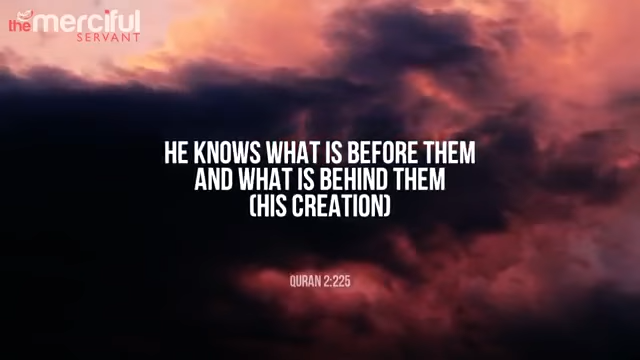 the merciful
SERVANT
HE KNOWS WHAT IS BEFORE THEM
AND WHAT IS BEHIND THEM
(HIS CREATION)
QURAN 2:225